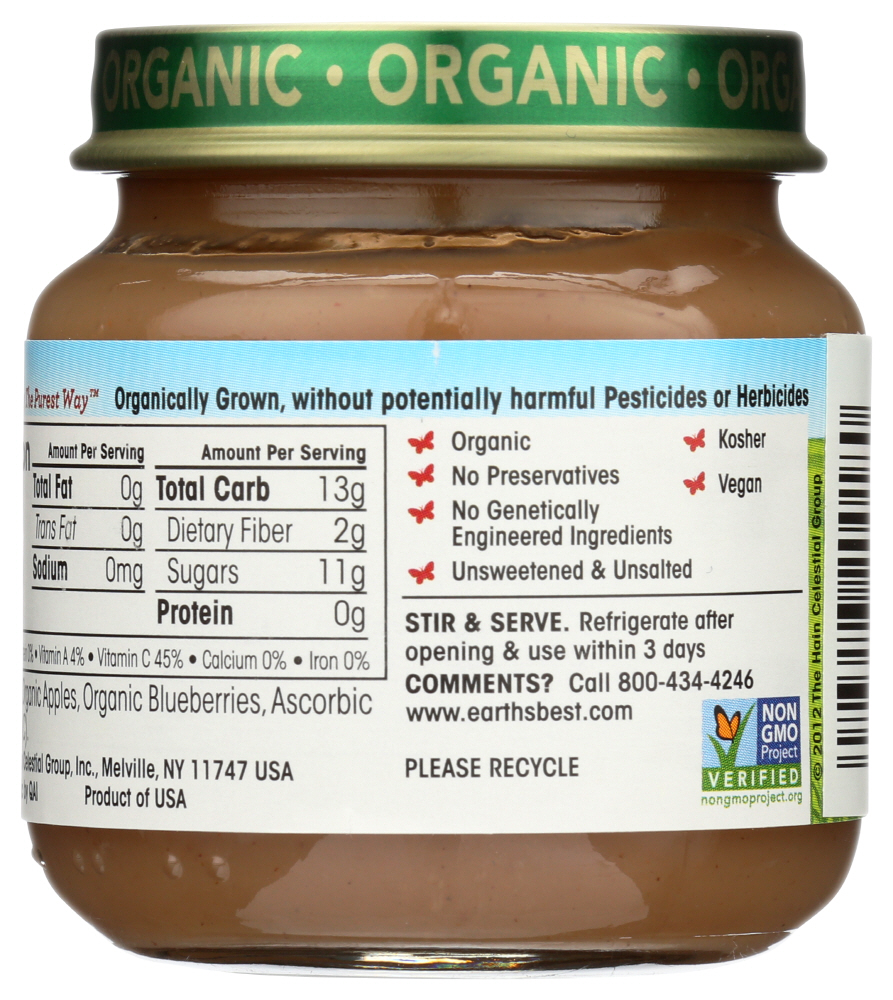 ORGANIC • ORGANIC • ORGA
The Purest Way™ Organically Grown, without potentially harmful Pesticides or Herbicides
Amount Per Serving
Total Fat 0g
Trans Fat 0g
Sodium 0mg
Amount Per Serving
Total Carb 13g
Dietary Fiber 2g
Sugars 11g
Protein 0g
0% • Vitamin A 4% • Vitamin C 45% • Calcium 0% • Iron 0%
Apples, Organic Blueberries, Ascorbic
Group, Inc., Melville, NY 11747 USA
by QAI Product of USA
Organic
No Preservatives
No Genetically
Engineered Ingredients
Unsweetened & Unsalted
Kosher
Vegan
STIR & SERVE. Refrigerate after
opening & use within 3 days
COMMENTS? Call 800-434-4246
www.earthsbest.com
PLEASE RECYCLE
NON
GMO
Project
VERIFIED
nongmoproject.org
© 2012 The Hain Celestial Group